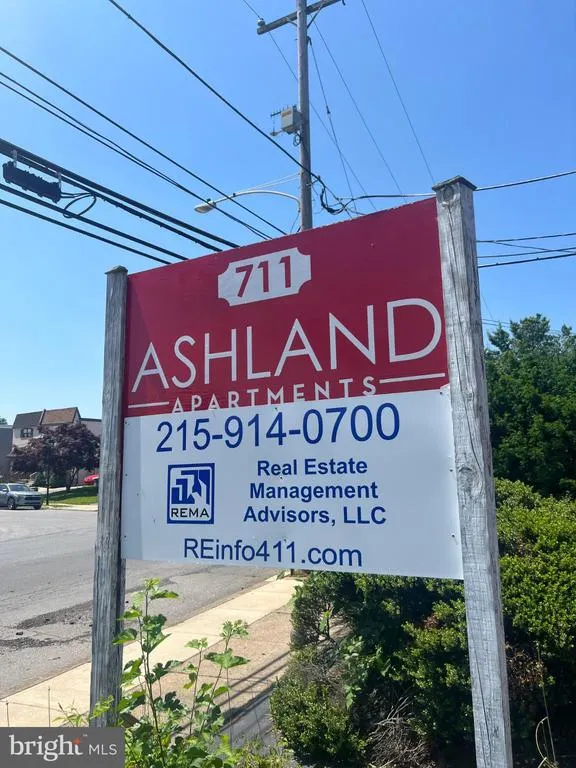 711
ASHLAND
APARTMENTS
215-914-0700
REMA
Real Estate
Management
Advisors, LLC
REinfo411.com
bright MLS